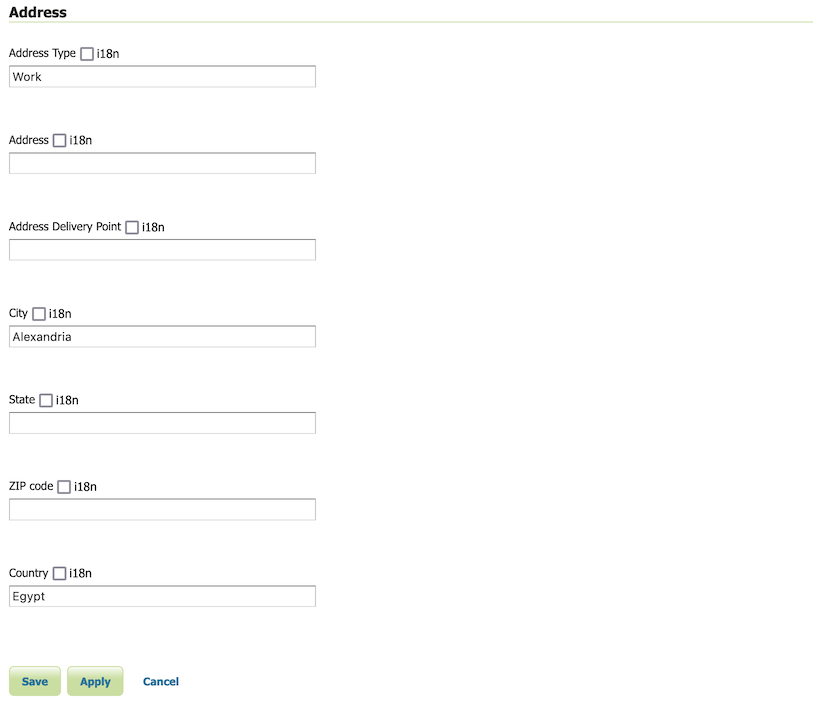 Address
Address Type i18n
Work
Address i18n
Address Delivery Point i18n
City i18n
Alexandria
State i18n
ZIP code i18n
Country i18n
Egypt
Save Apply Cancel